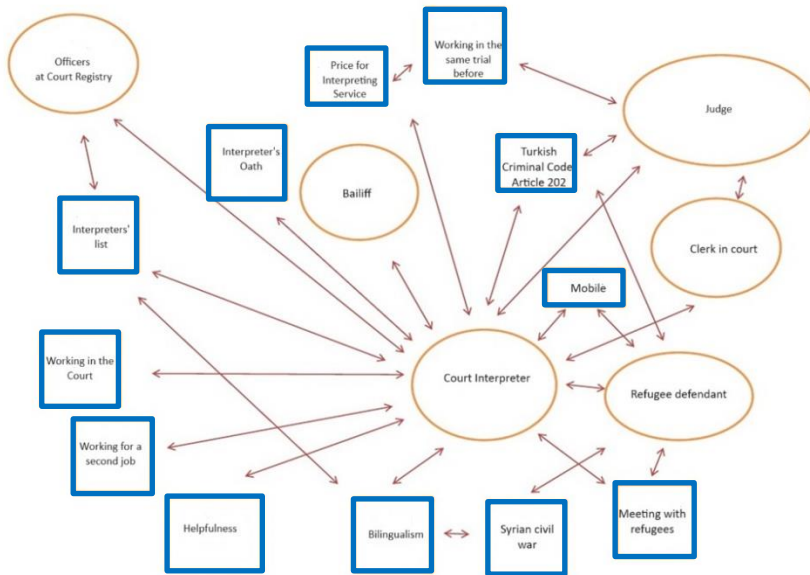 Officers
at Court Registry
Price for
Interpreting
Service
Working in the
same trial
before
Judge
Interpreter's
Oath
Bailiff
Turkish
Criminal Code
Article 202
Interpreters'
list
Clerk in court
Mobile
Working in the
Court
Court Interpreter
Refugee defendant
Working for a
second job
Helpfulness
Bilingualism
Syrian civil
war
Meeting with
refugees